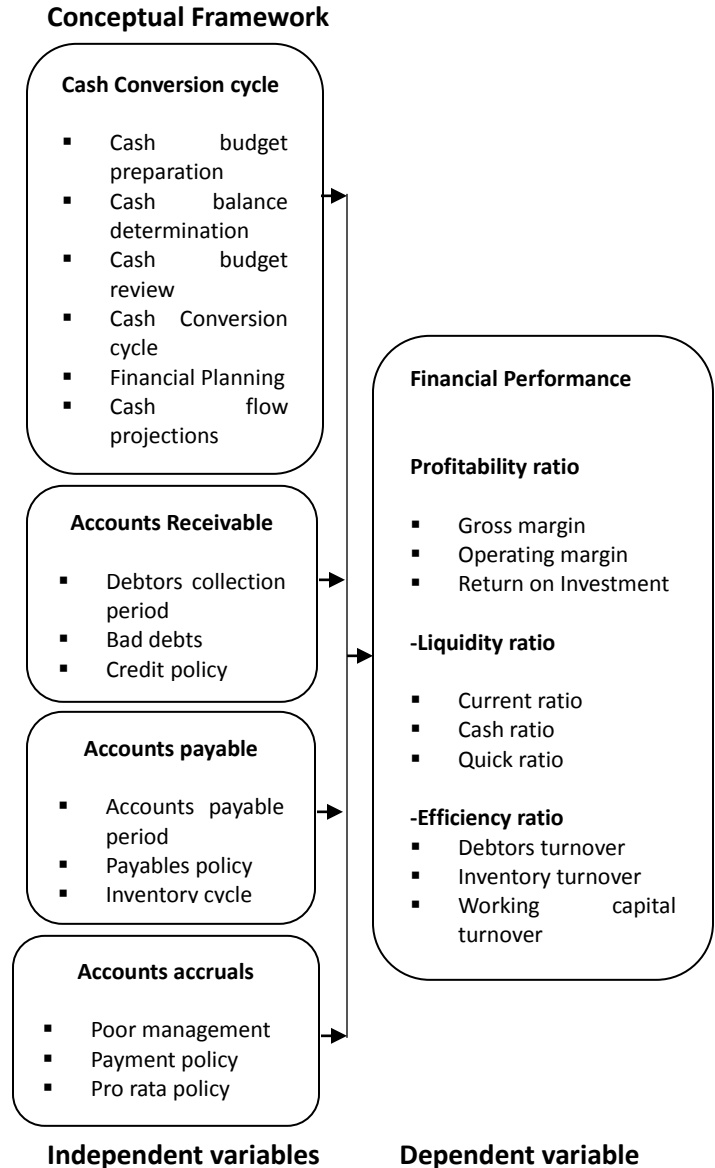 Conceptual Framework
Cash Conversion cycle
▪ Cash budget
preparation
▪ Cash balance
determination
▪ Cash budget
review
▪ Cash Conversion
cycle
▪ Financial Planning
▪ Cash flow
projections
Accounts Receivable
▪ Debtors collection
period
▪ Bad debts
▪ Credit policy
Accounts payable
▪ Accounts payable
period
▪ Payables policy
▪ Inventory cycle
Accounts accruals
▪ Poor management
▪ Payment policy
▪ Pro rata policy
Independent variables
Financial Performance
Profitability ratio
▪ Gross margin
▪ Operating margin
▪ Return on Investment
-Liquidity ratio
▪ Current ratio
▪ Cash ratio
▪ Quick ratio
-Efficiency ratio
▪ Debtors turnover
▪ Inventory turnover
▪ Working capital
turnover
Dependent variable